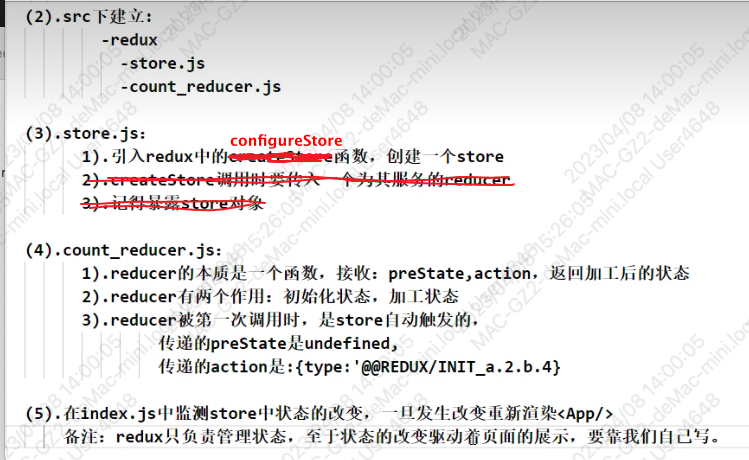 (2).src下建立:
-redux
-store.js
-count_reducer.js
(3).store.js:
configureStore
1).引入redux中的createStore函数，创建一个store
2).createStore调用时要传入一个为其服务的reducer
3).记得暴露store对象
(4).count_reducer.js:
1).reducer的本质是一个函数，接收：preState,action，返回加工后的状态
2).reducer有两个作用：初始化状态，加工状态
3).reducer被第一次调用时，是store自动触发的，
传递的preState是undefined,
传递的action是:{type:'@@REDUX/INIT_a.2.b.4}
(5).在index.js中监测store中状态的改变，一旦发生改变重新渲染<App/>
备注：redux只负责管理状态，至于状态的改变驱动着页面的展示，要靠我们自己写。